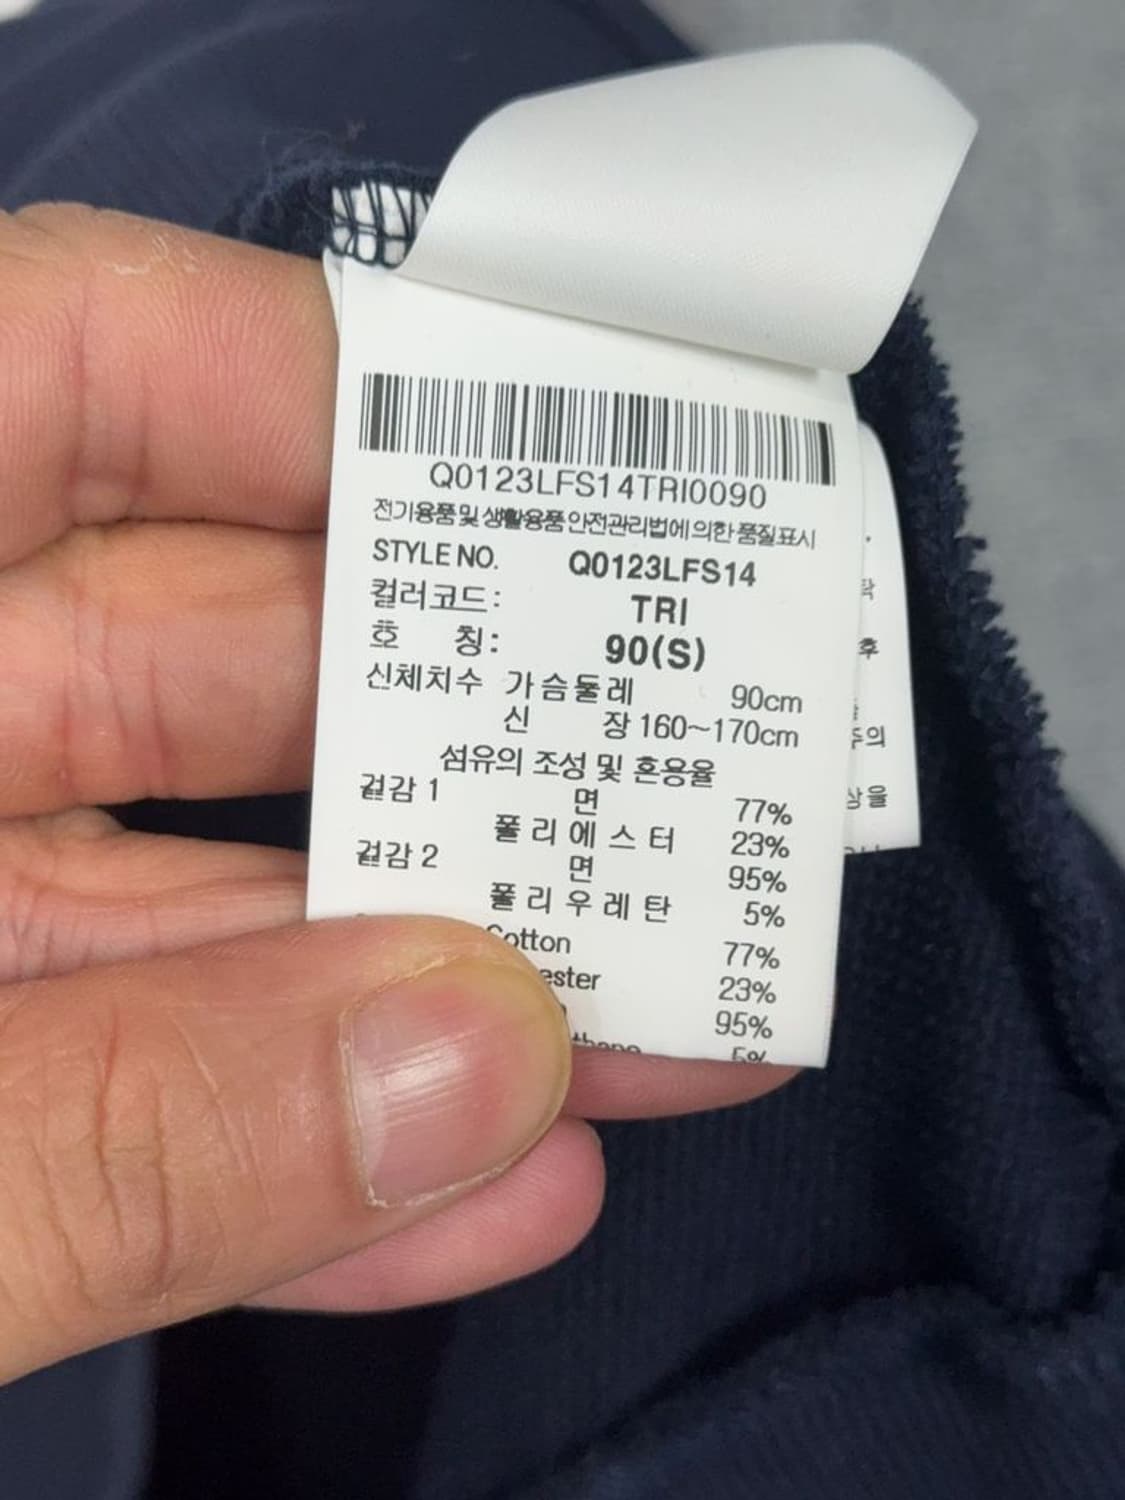 Q0123LFS14TRI0090
전기용품 및 생활용품 안전관리법에 의한 품질표시
STYLE NO. Q0123LFS14
컬러코드: TRI
호 칭: 90(S)
신체치수 가슴둘레 90cm
신 장 160~170cm
섬유의 조성 및 혼용율
겉감 1 면 77%
폴리에스터 23%
겉감 2 면 95%
폴리우레탄 5%
Cotton 77%
23%
95%
5%
후
상을